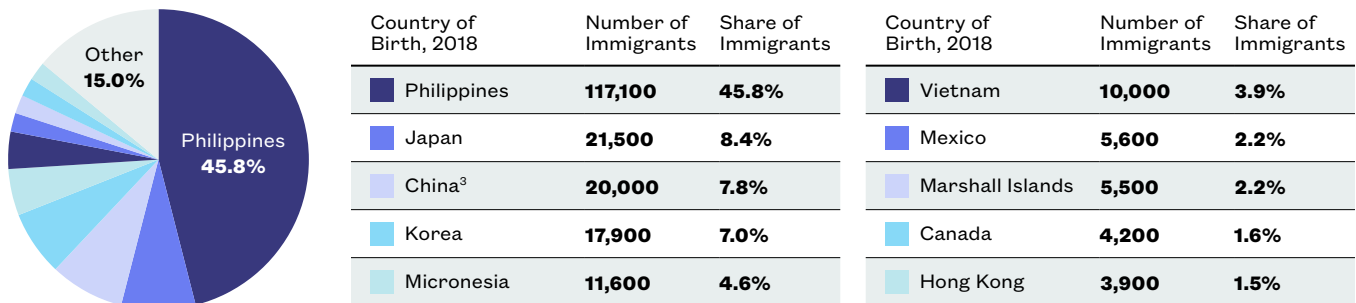 Other
15.0%
Philippines
45.8%
Country of Birth, 2018 Number of Immigrants Share of Immigrants
Philippines 117,100 45.8%
Japan 21,500 8.4%
China³ 20,000 7.8%
Korea 17,900 7.0%
Micronesia 11,600 4.6%
Country of Birth, 2018 Number of Immigrants Share of Immigrants
Vietnam 10,000 3.9%
Mexico 5,600 2.2%
Marshall Islands 5,500 2.2%
Canada 4,200 1.6%
Hong Kong 3,900 1.5%